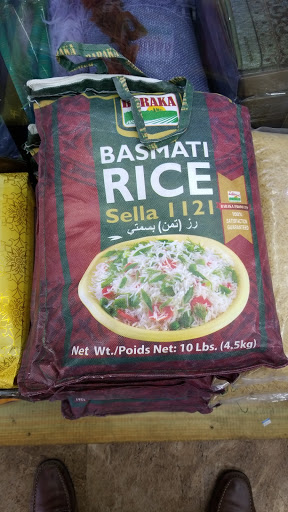 BARAKA
BASMATI
RICE
Sella 1121
رز (تمن) بسمتي
Net Wt./Poids Net: 10 Lbs. (4.5kg)